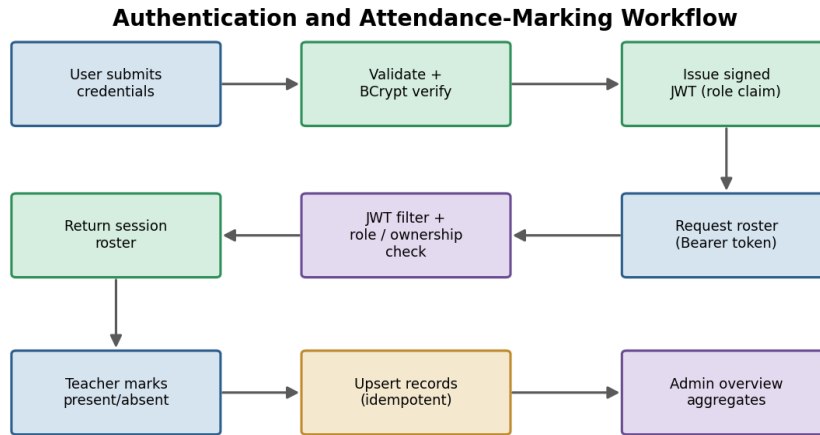 Authentication and Attendance-Marking Workflow
User submits
credentials
Validate +
BCrypt verify
Issue signed
JWT (role claim)
Return session
roster
JWT filter +
role / ownership
check
Request roster
(Bearer token)
Teacher marks
present/absent
Upsert records
(idempotent)
Admin overview
aggregates